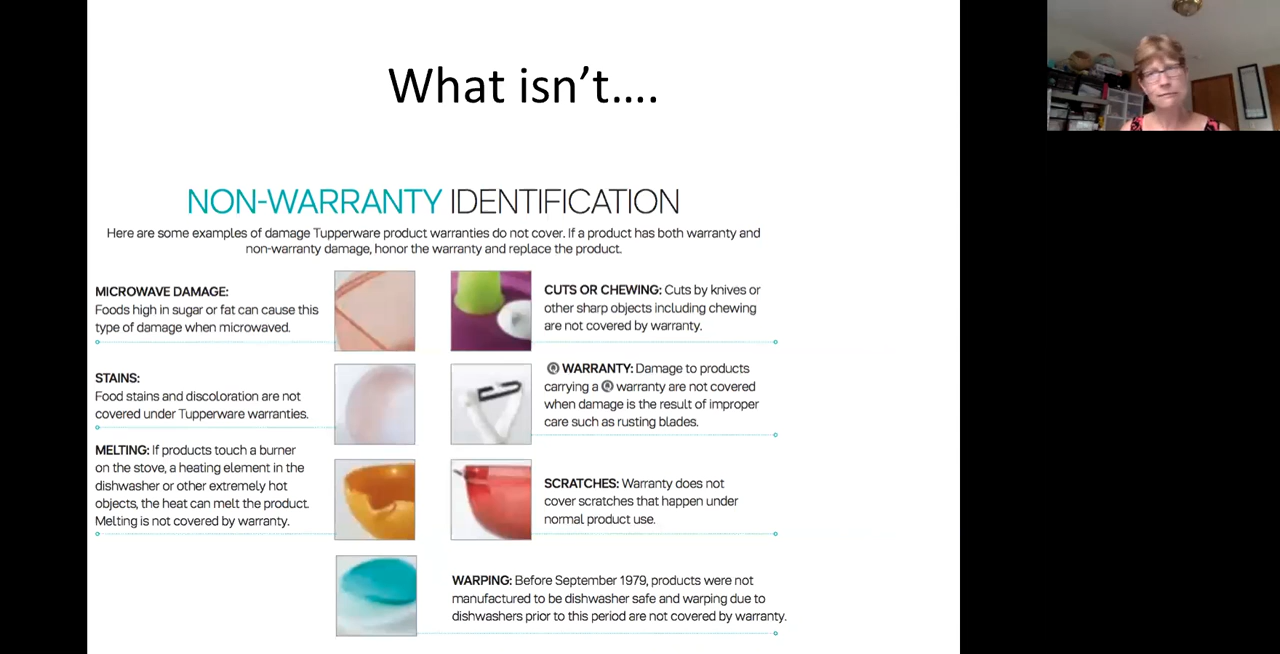 What isn’t....
NON-WARRANTY IDENTIFICATION
Here are some examples of damage Tupperware product warranties do not cover. If a product has both warranty and
non-warranty damage, honor the warranty and replace the product.
MICROWAVE DAMAGE:
Foods high in sugar or fat can cause this
type of damage when microwaved.
STAINS:
Food stains and discoloration are not
covered under Tupperware warranties.
MELTING: If products touch a burner
on the stove, a heating element in the
dishwasher or other extremely hot
objects, the heat can melt the product.
Melting is not covered by warranty.
CUTS OR CHEWING: Cuts by knives or
other sharp objects including chewing
are not covered by warranty.
Q WARRANTY: Damage to products
carrying a Q warranty are not covered
when damage is the result of improper
care such as rusting blades.
SCRATCHES: Warranty does not
cover scratches that happen under
normal product use.
WARPING: Before September 1979, products were not
manufactured to be dishwasher safe and warping due to
dishwashers prior to this period are not covered by warranty.